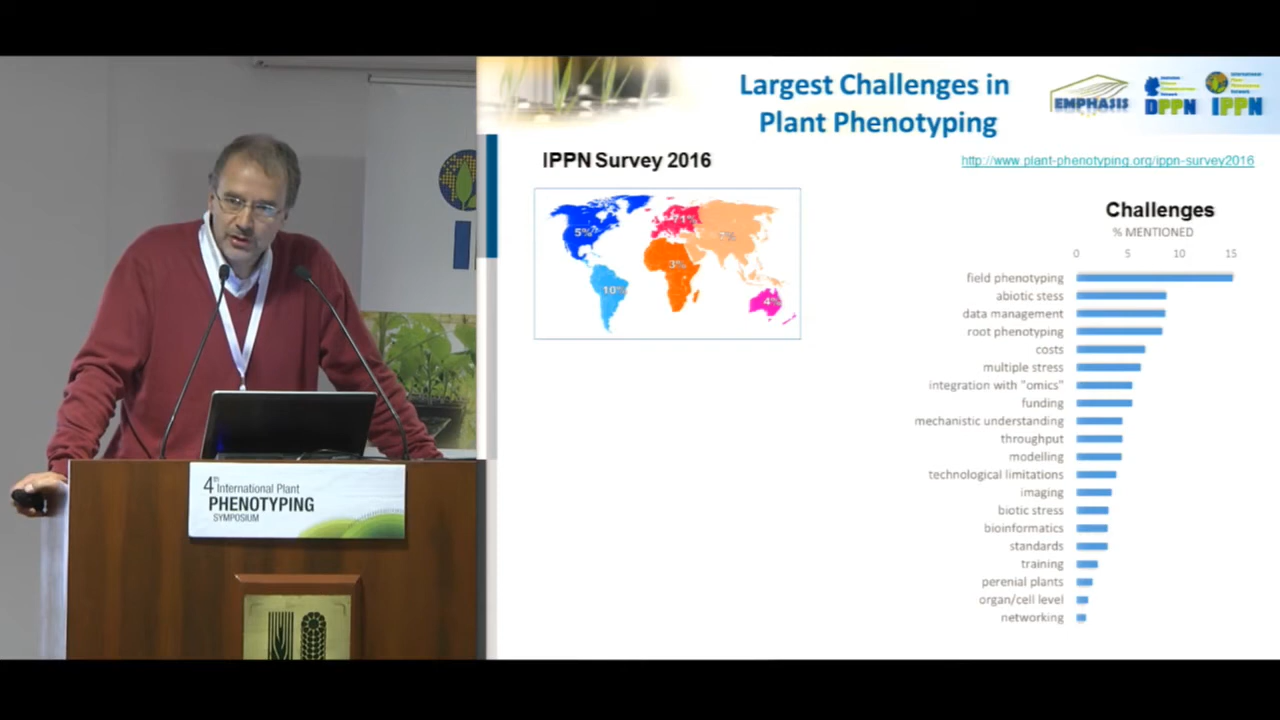 Largest Challenges in
Plant Phenotyping
EMPHASIS
DPPN
IPPN
IPPN Survey 2016
http://www.plant-phenotyping.org/ippn-survey2016
5%
71%
3%
10%
4%
Challenges
% MENTIONED
0 5 10 15
field phenotyping
abiotic stess
data management
root phenotyping
costs
multiple stress
integration with "omics"
funding
mechanistic understanding
throughput
modelling
technological limitations
imaging
biotic stress
bioinformatics
standards
training
perenial plants
organ/cell level
networking
4th International Plant
PHENOTYPING
SYMPOSIUM